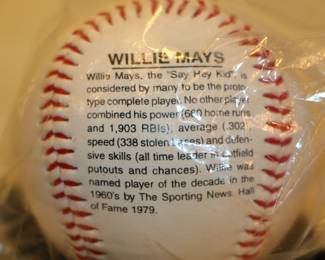 WILLIE MAYS
Willie Mays, the "Say Hey Kid", is
considered by many to be the proto
type complete player. No other player
combined his power (660 home runs
and 1,903 RBIs), average (.302)
speed (338 stolen bases) and defen-
sive skills (all time leader in outfield
putouts and chances). Willie was
named player of the decade in the
1960's by The Sporting News. Hall
of Fame 1979.